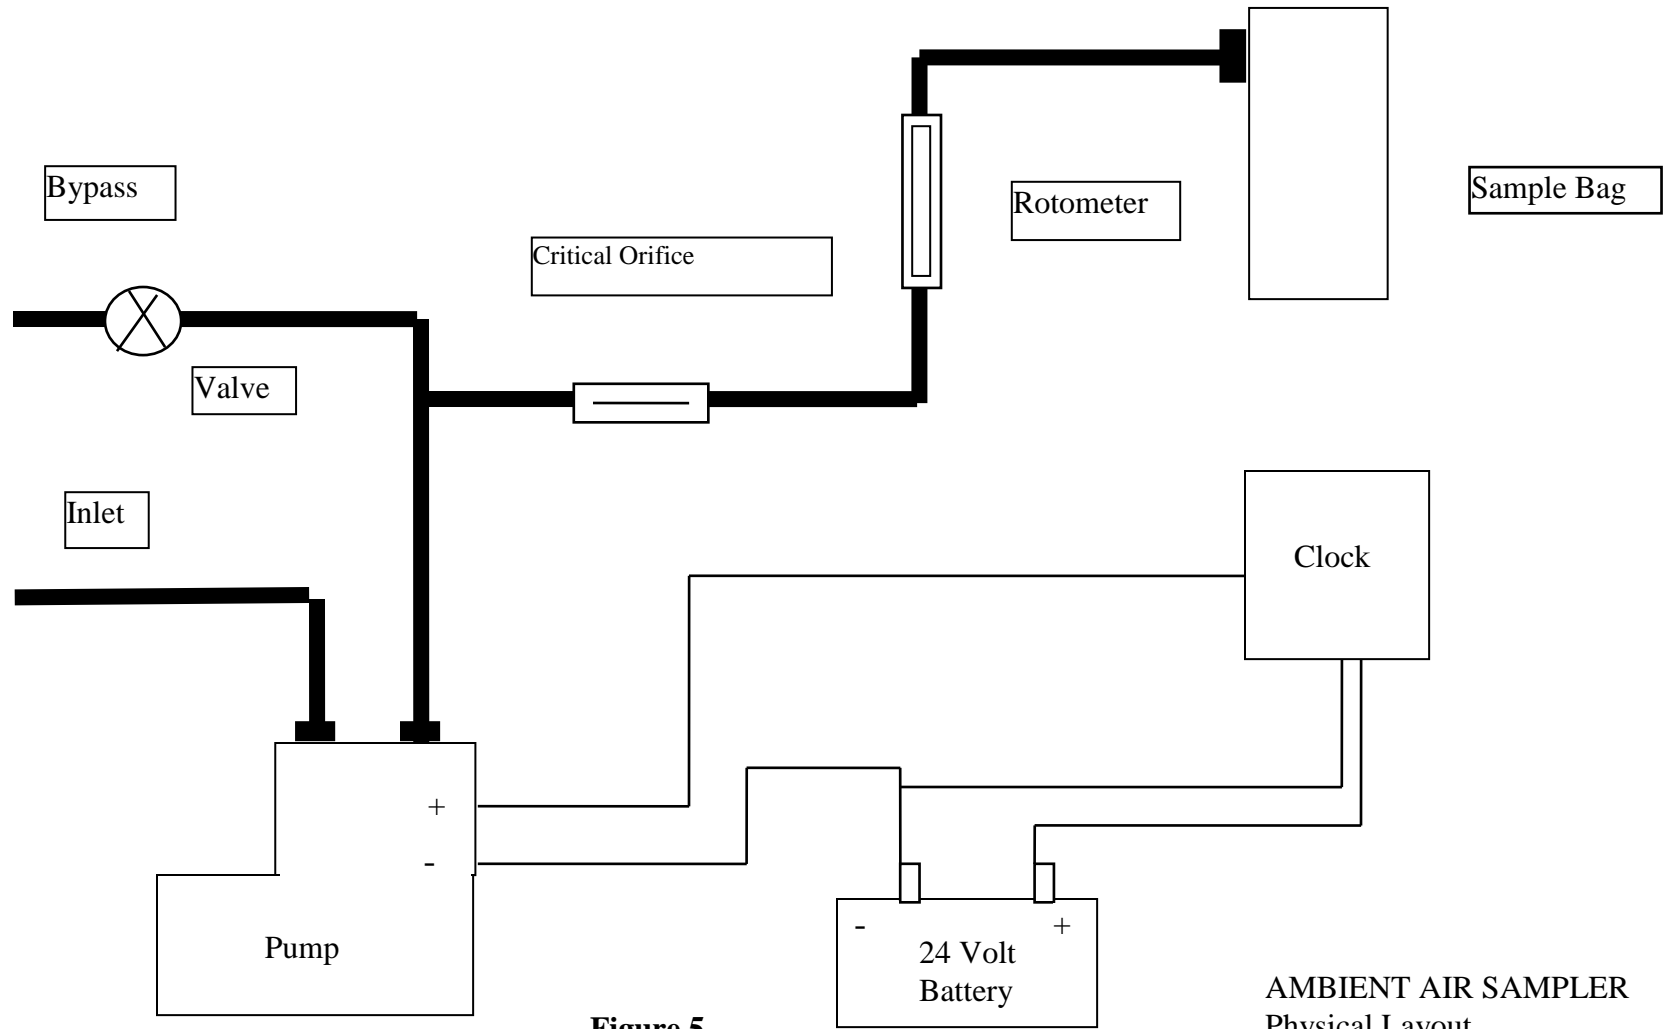 Bypass
Sample Bag
Rotometer
Critical Orifice
Valve
Inlet
Clock
+
-
Pump
- +
24 Volt
Battery
AMBIENT AIR SAMPLER
Physical Layout
Figure 5